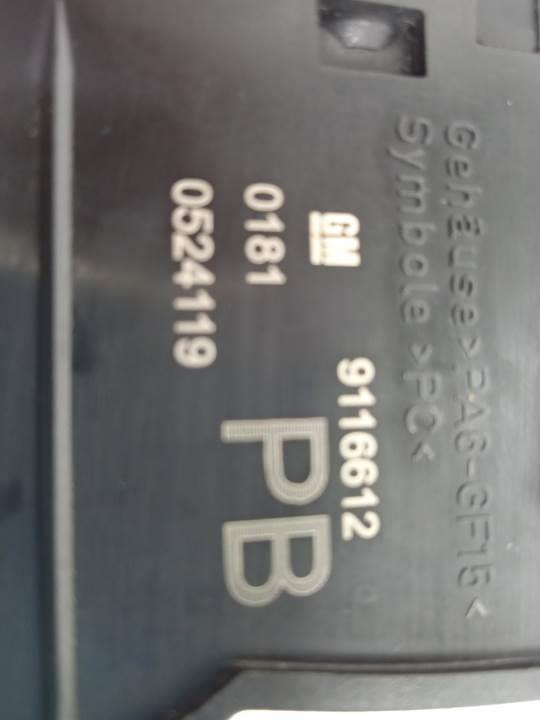 Gehäuse >PA6-GF15<
Symbole >PC<
GM 9116612
0181 PB
0524119